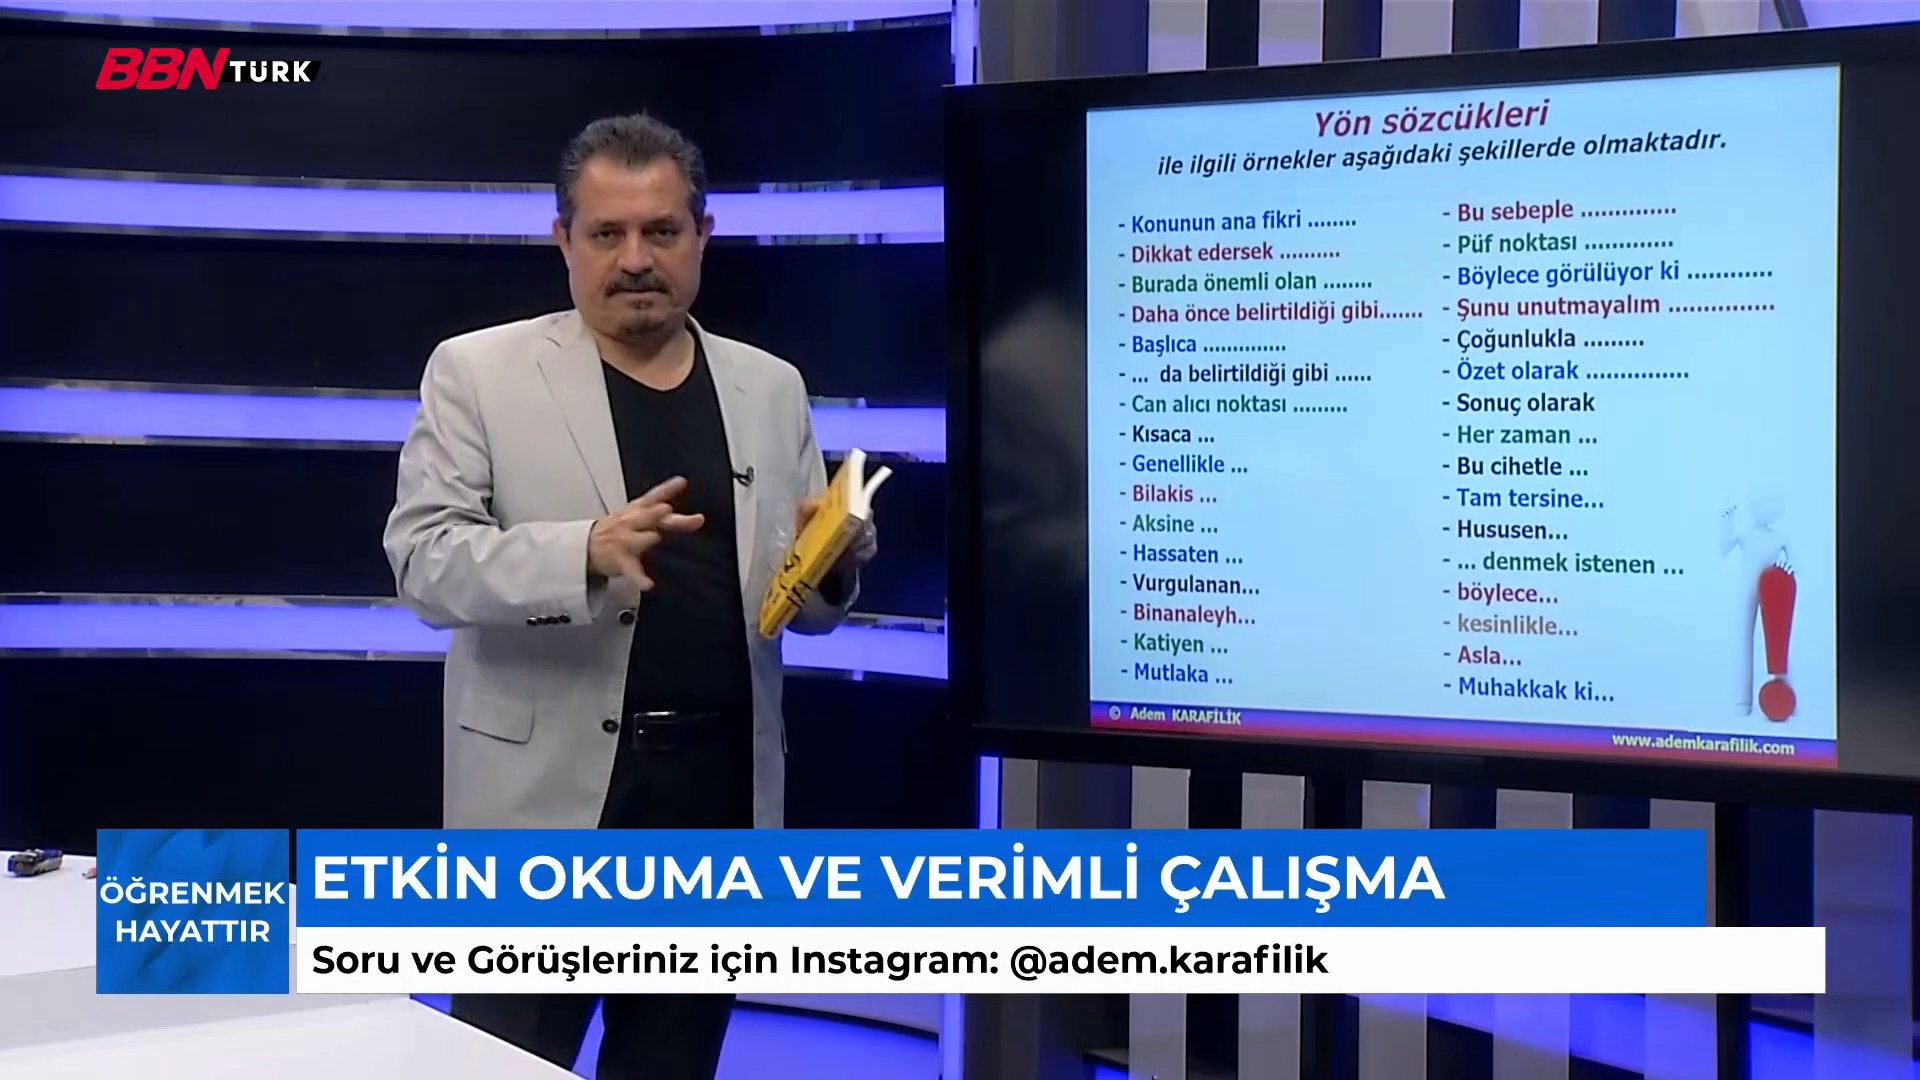 BBN TÜRK
Yön sözcükleri
ile ilgili örnekler aşağıdaki şekillerde olmaktadır.
- Konunun ana fikri ........
- Dikkat edersek ..........
- Burada önemli olan ........
- Daha önce belirtildiği gibi.......
- Başlıca ..............
- ... da belirtildiği gibi ......
- Can alıcı noktası .........
- Kısaca ...
- Genellikle ...
- Bilakis ...
- Aksine ...
- Hassaten ...
- Vurgulanan...
- Binanaleyh...
- Katiyen ...
- Mutlaka ...
- Bu sebeple ..............
- Püf noktası .............
- Böylece görülüyor ki ............
- Şunu unutmayalım ...............
- Çoğunlukla .........
- Özet olarak ...............
- Sonuç olarak
- Her zaman ...
- Bu cihetle ...
- Tam tersine...
- Hususen...
- ... denmek istenen ...
- böylece...
- kesinlikle...
- Asla...
- Muhakkak ki...
© Adem KARAFİLİK
www.ademkarafilik.com
ÖĞRENMEK
HAYATTIR
ETKİN OKUMA VE VERİMLİ ÇALIŞMA
Soru ve Görüşleriniz için Instagram: @adem.karafilik